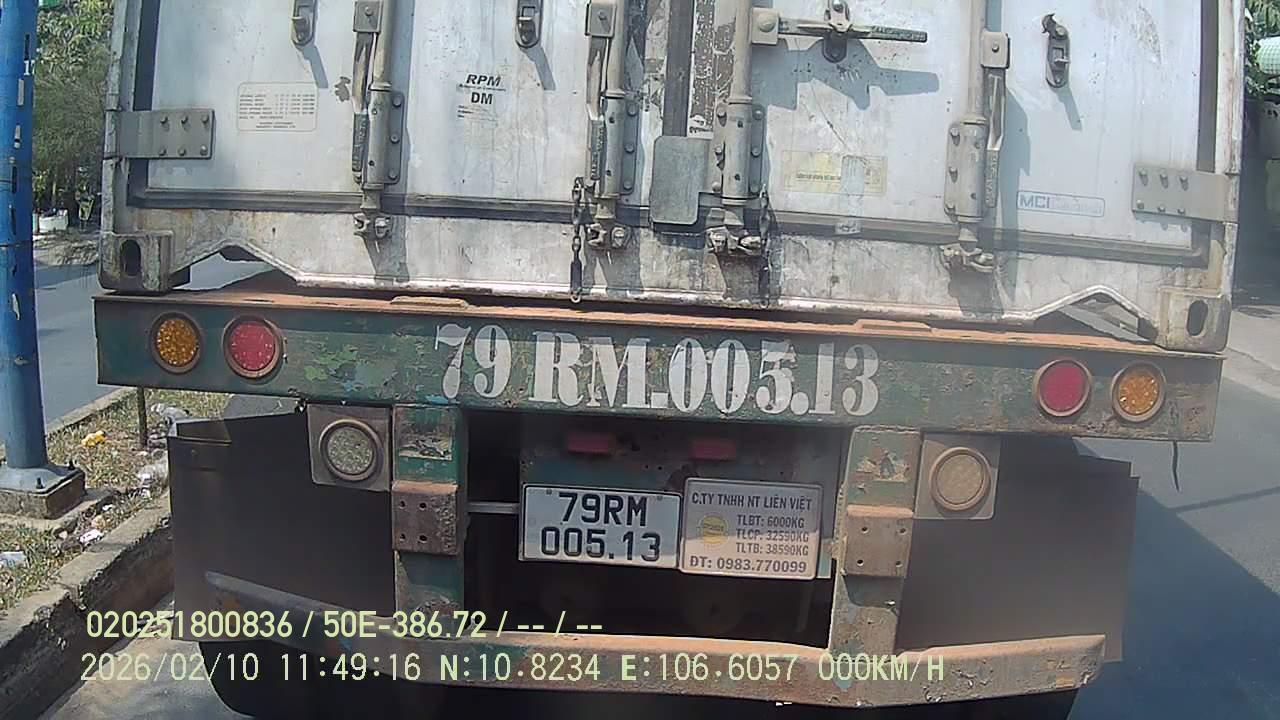 RPM
DM
MCI
79 RM.005.13
79RM
005.13
C.TY TNHH NT LIÊN VIỆT
TLBT: 6000KG
TLCP: 32590KG
TLTB: 38590KG
ĐT: 0983.770099
020251800836 / 50E-386.72 / -- / --
2026/02/10 11:49:16 N:10.8234 E:106.6057 000KM/H